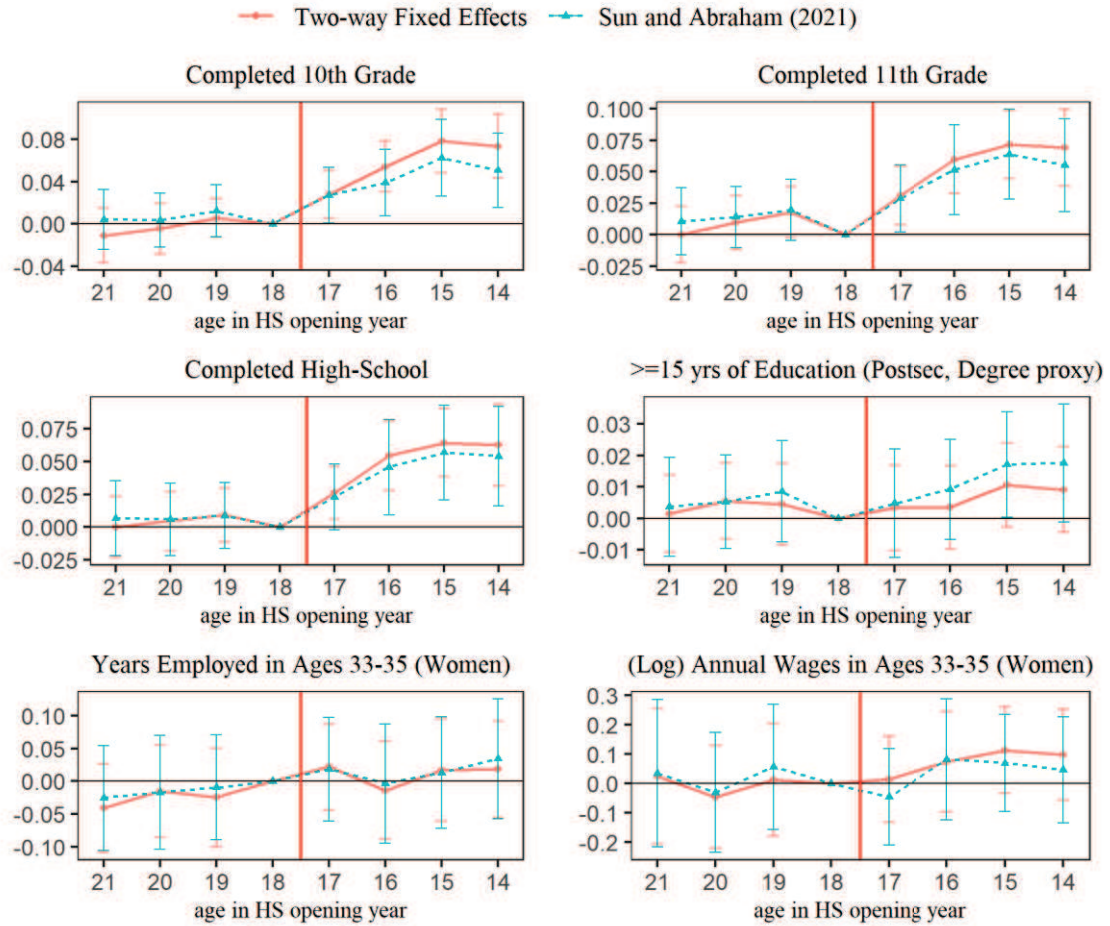 Two-way Fixed Effects Sun and Abraham (2021)
Completed 10th Grade
0.08
0.04
0.00
-0.04
21 20 19 18 17 16 15 14
age in HS opening year
Completed 11th Grade
0.100
0.075
0.050
0.025
0.000
-0.025
21 20 19 18 17 16 15 14
age in HS opening year
Completed High-School
0.075
0.050
0.000
-0.025
21 20 19 18 17 16 15 14
age in HS opening year
>=15 yrs of Education (Postsec, Degree proxy)
0.03
0.02
0.01
0.00
-0.01
21 20 19 18 17 16 15 14
age in HS opening year
Years Employed in Ages 33-35 (Women)
0.10
0.05
0.00
-0.05
-0.10
21 20 19 18 17 16 15 14
age in HS opening year
(Log) Annual Wages in Ages 33-35 (Women)
0.3
0.2
0.1
0.0
-0.1
-0.2
21 20 19 18 17 16 15 14
age in HS opening year